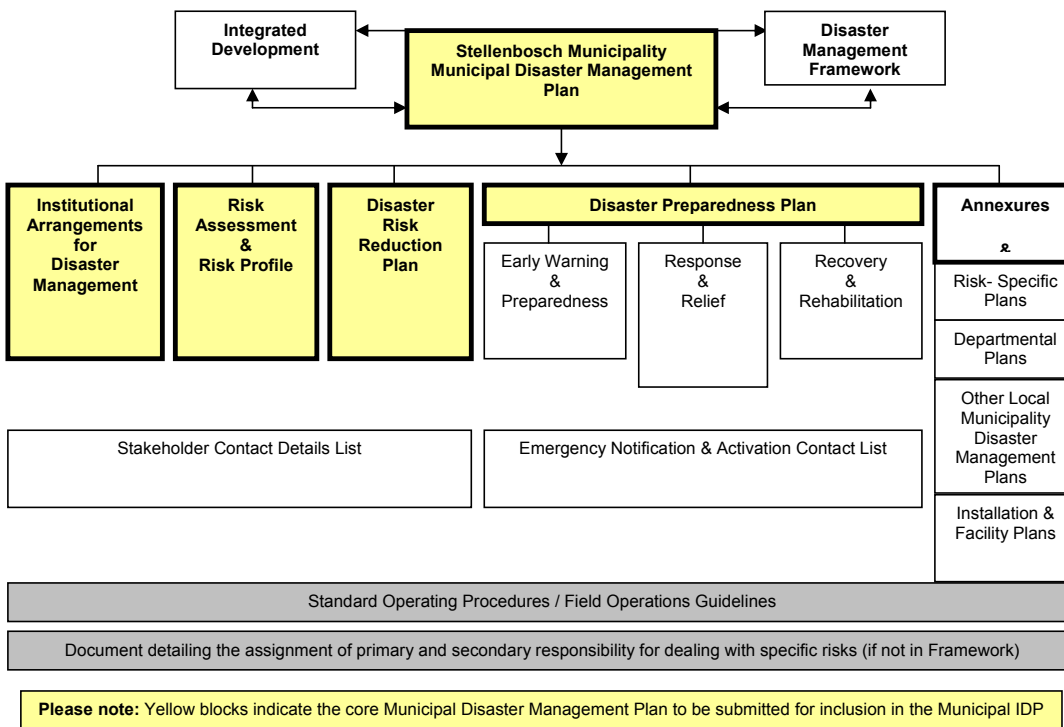 Integrated
Development
Stellenbosch Municipality
Municipal Disaster Management
Plan
Disaster
Management
Framework
Institutional
Arrangements
for
Disaster
Management
Risk
Assessment
&
Risk Profile
Disaster
Risk
Reduction
Plan
Disaster Preparedness Plan
Early Warning
&
Preparedness
Response
&
Relief
Recovery
&
Rehabilitation
Annexures
&
Risk- Specific
Plans
Departmental
Plans
Other Local
Municipality
Disaster
Management
Plans
Installation &
Facility Plans
Stakeholder Contact Details List
Emergency Notification & Activation Contact List
Standard Operating Procedures / Field Operations Guidelines
Document detailing the assignment of primary and secondary responsibility for dealing with specific risks (if not in Framework)
Please note: Yellow blocks indicate the core Municipal Disaster Management Plan to be submitted for inclusion in the Municipal IDP